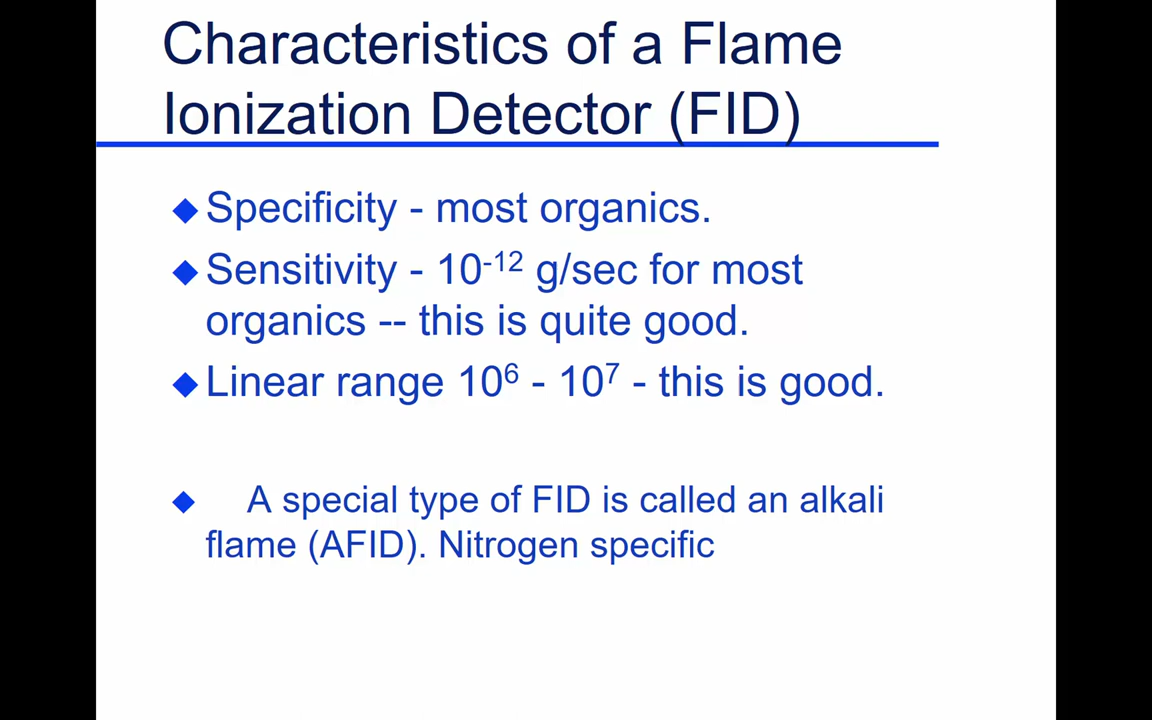 Characteristics of a Flame
Ionization Detector (FID)
◆Specificity - most organics.
◆Sensitivity - 10⁻¹² g/sec for most
organics -- this is quite good.
◆Linear range 10⁶ - 10⁷ - this is good.
◆ A special type of FID is called an alkali
flame (AFID). Nitrogen specific